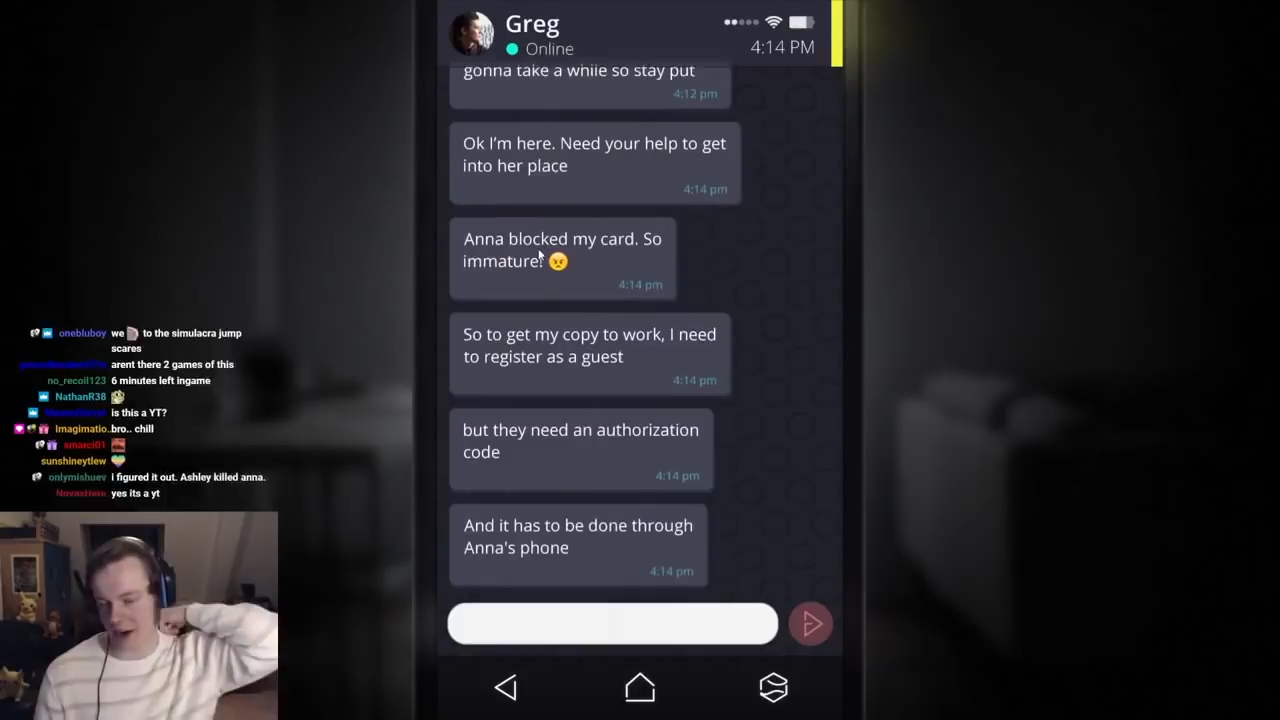 Greg
Online
4:14 PM
gonna take a while so stay put
4:12 pm
Ok I’m here. Need your help to get
into her place
4:14 pm
Anna blocked my card. So
immature! 😠
4:14 pm
So to get my copy to work, I need
to register as a guest
4:14 pm
but they need an authorization
code
4:14 pm
And it has to be done through
Anna's phone
4:14 pm
onebluboy we to the simulacra jump
scares
arent there 2 games of this
no_recoil123 6 minutes left ingame
NathanR38
is this a YT?
Imaginatio.. bro.. chill
smarci01
sunshineytlew
onlymishuev i figured it out. Ashley killed anna.
NovasHere yes its a yt